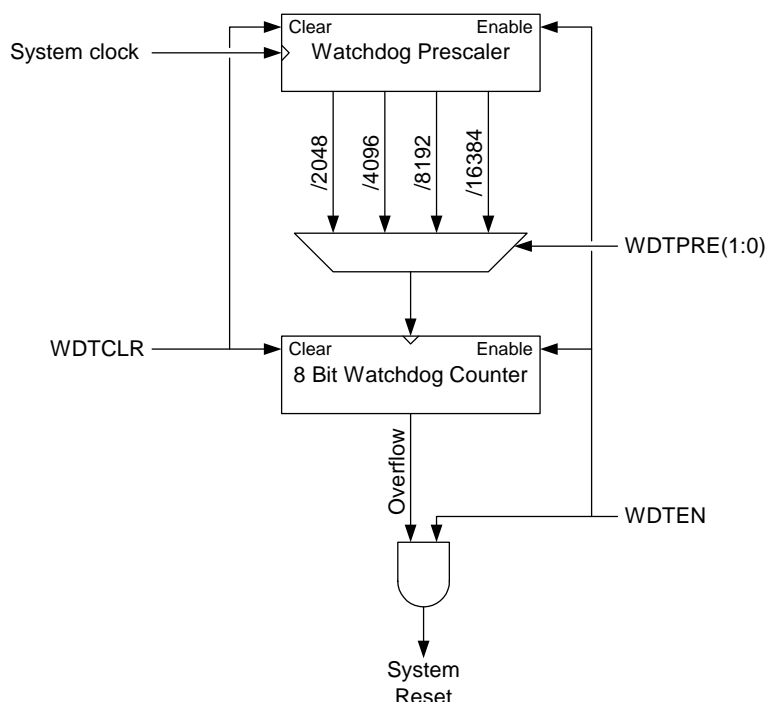 Clear
Enable
System clock
Watchdog Prescaler
/2048
/4096
/8192
/16384
WDTPRE(1:0)
WDTCLR
Clear
Enable
8 Bit Watchdog Counter
Overflow
WDTEN
System
Reset